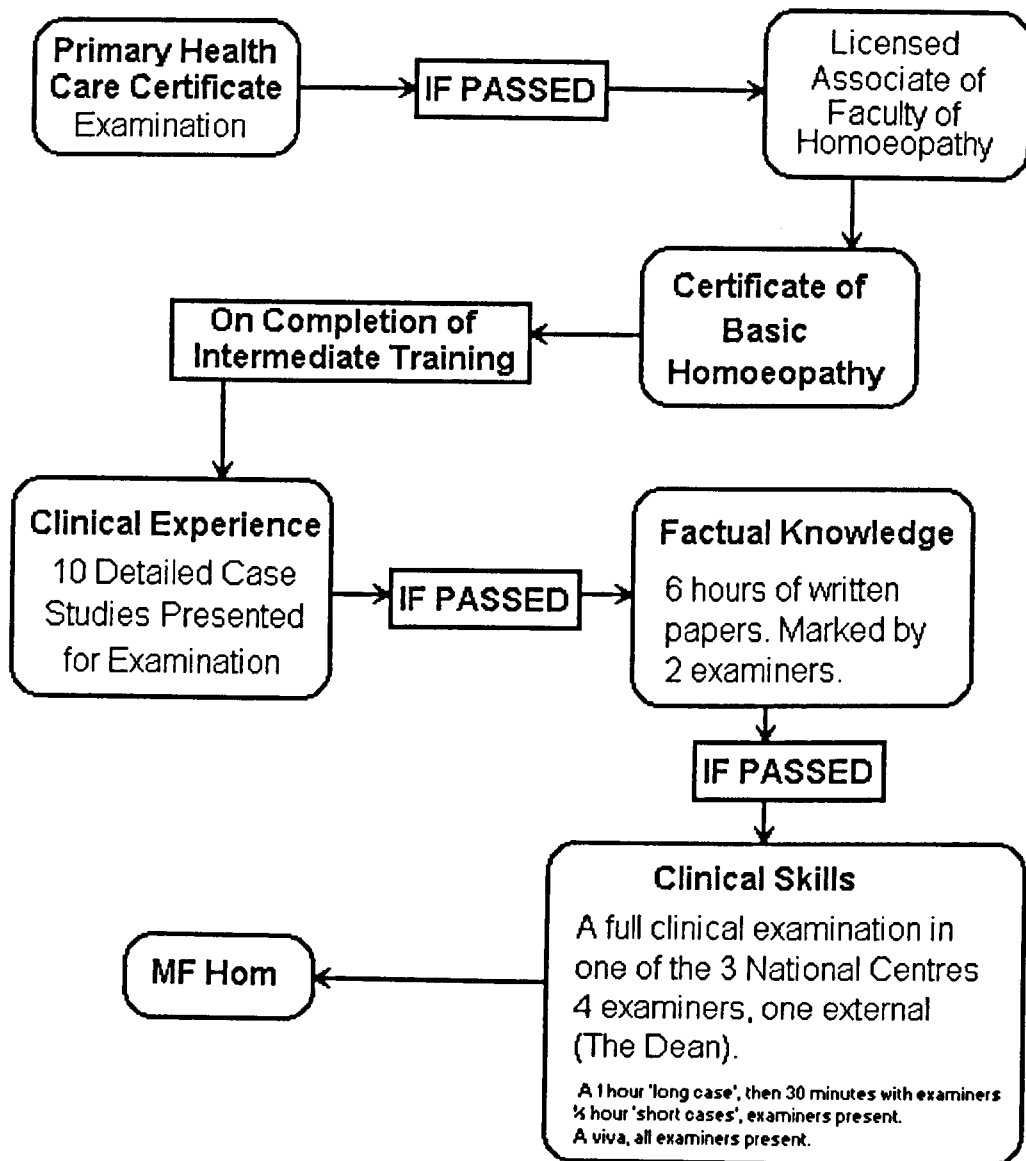 Primary Health
Care Certificate
Examination
IF PASSED
Licensed
Associate of
Faculty of
Homoeopathy
Certificate of
Basic
Homoeopathy
On Completion of
Intermediate Training
Clinical Experience
10 Detailed Case
Studies Presented
for Examination
IF PASSED
Factual Knowledge
6 hours of written
papers. Marked by
2 examiners.
IF PASSED
Clinical Skills
A full clinical examination in
one of the 3 National Centres
4 examiners, one external
(The Dean).
A 1 hour 'long case', then 30 minutes with examiners
hour 'short cases', examiners present.
A viva, all examiners present.
MF Hom